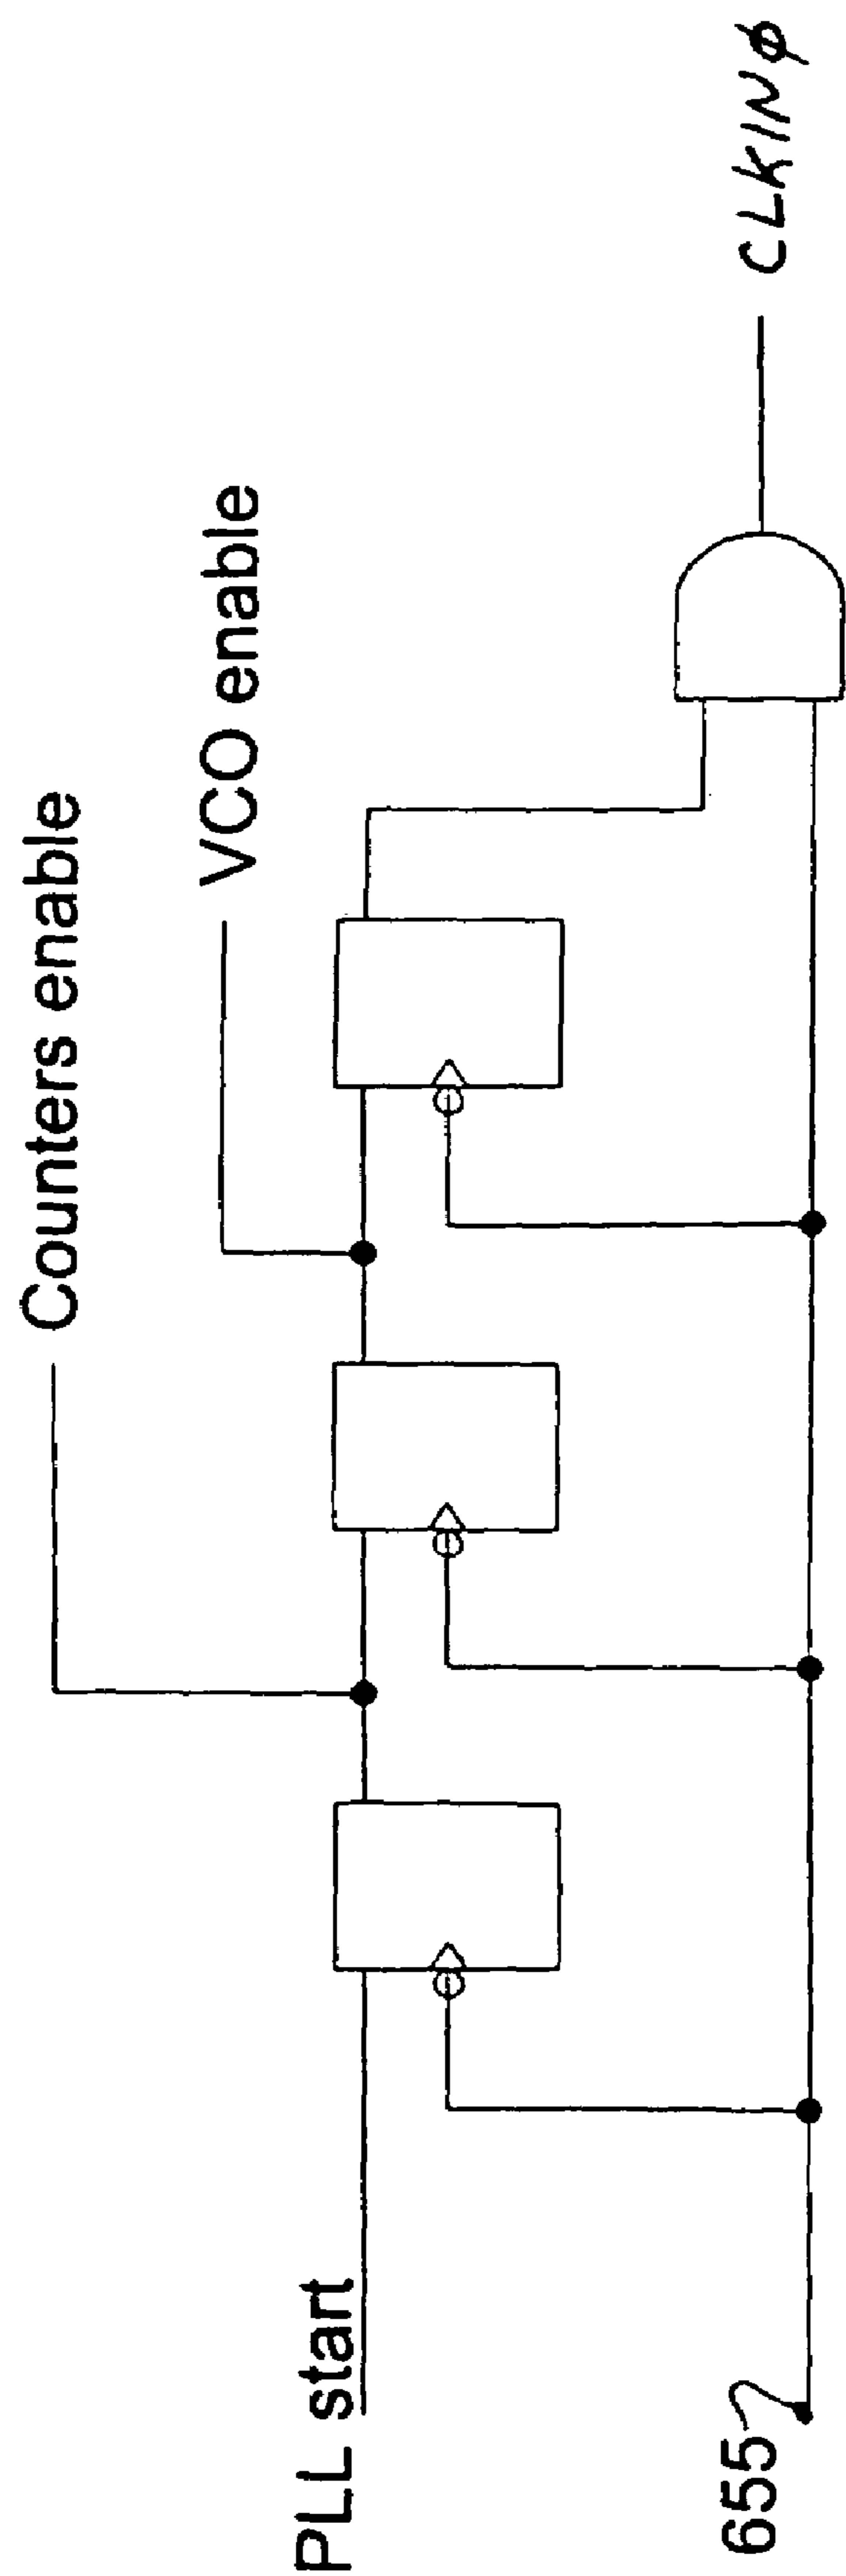 Counters enable
VCO enable
PLL start
655
CLKINφ